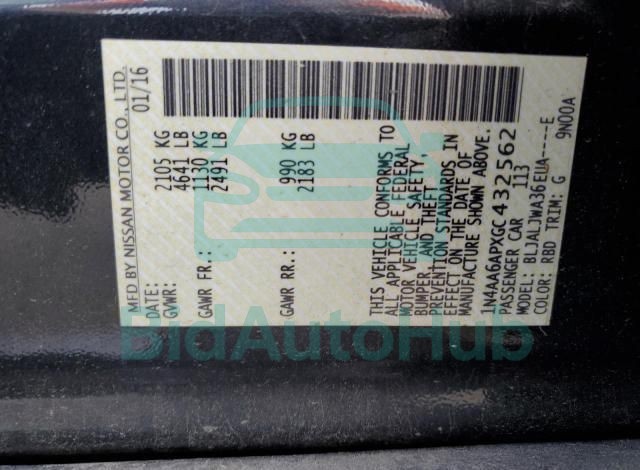 MFD BY NISSAN MOTOR CO., LTD.
DATE: 01/16
GVWR: 2105 KG
4641 LB
GAWR FR.: 1130 KG
2491 LB
GAWR RR.: 990 KG
2183 LB
THIS VEHICLE CONFORMS TO
ALL APPLICABLE FEDERAL
MOTOR VEHICLE SAFETY,
BUMPER, AND THEFT
PREVENTION STANDARDS IN
EFFECT ON THE DATE OF
MANUFACTURE SHOWN ABOVE.
1N4AA6APXGC432562
PASSENGER CAR 113
BLJALJWA36EUA----E
COLOR: RBD TRIM: G 9N00A
BidAutoHub